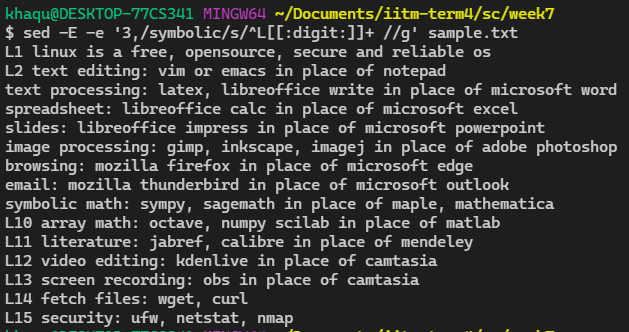 khaqu@DESKTOP-77CS341 MINGW64 ~/Documents/iitm-term4/sc/week7
$ sed -E -e '3,/symbolic/s/^L[[:digit:]]+ //g' sample.txt
L1 linux is a free, opensource, secure and reliable os
L2 text editing: vim or emacs in place of notepad
text processing: latex, libreoffice write in place of microsoft word
spreadsheet: libreoffice calc in place of microsoft excel
slides: libreoffice impress in place of microsoft powerpoint
image processing: gimp, inkscape, imagej in place of adobe photoshop
browsing: mozilla firefox in place of microsoft edge
email: mozilla thunderbird in place of microsoft outlook
symbolic math: sympy, sagemath in place of maple, mathematica
L10 array math: octave, numpy scilab in place of matlab
L11 literature: jabref, calibre in place of mendeley
L12 video editing: kdenlive in place of camtasia
L13 screen recording: obs in place of camtasia
L14 fetch files: wget, curl
L15 security: ufw, netstat, nmap